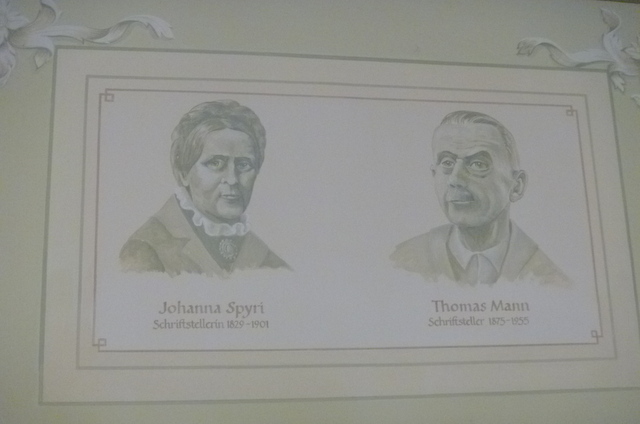 Johanna Spyri
Schriftstellerin 1829-1901
Thomas Mann
Schriftsteller 1875-1955